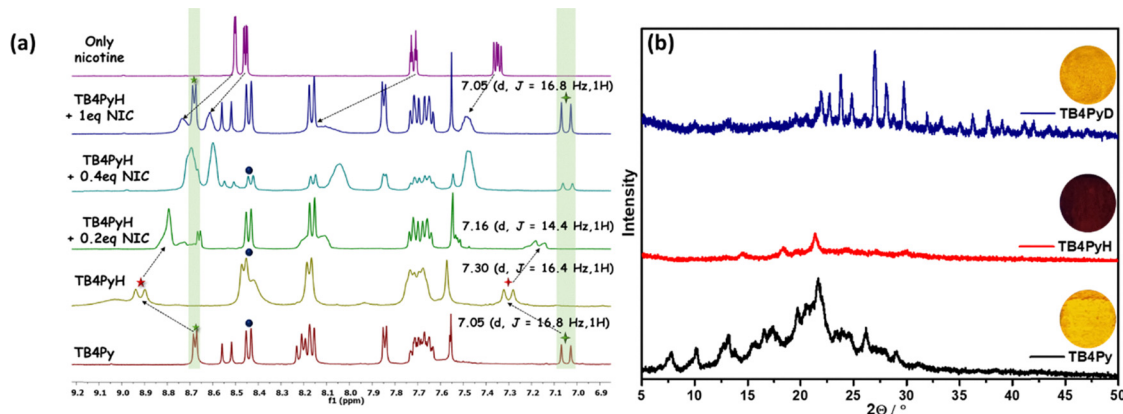 (a)
Only
nicotine
7.05 (d, J = 16.8 Hz,1H)
TB4PyH
+ 1eq NIC
TB4PyH
+ 0.4eq NIC
7.16 (d, J = 14.4 Hz,1H)
TB4PyH
+ 0.2eq NIC
7.30 (d, J = 16.4 Hz,1H)
TB4PyH
7.05 (d, J = 16.8 Hz,1H)
TB4Py
9.2 9.1 9.0 8.9 8.8 8.7 8.6 8.5 8.4 8.3 8.2 8.1 8.0 7.9 7.8 7.7 7.6 7.5 7.4 7.3 7.2 7.1 7.0 6.9
f1 (ppm)
(b)
Intensity
TB4PyD
TB4PyH
TB4Py
5 10 15 20 25 30 35 40 45 50
2Θ / °